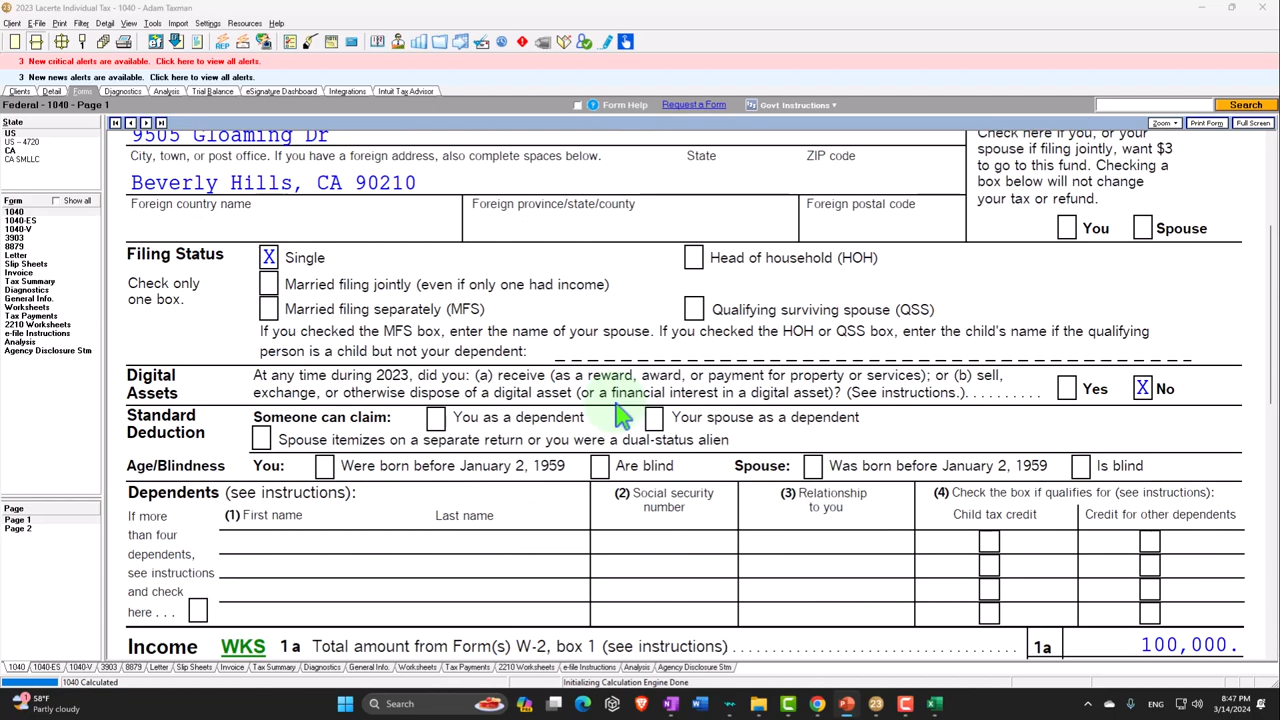 2023 Lacerte Individual Tax - 1040 - Adam Taxman
Client E-File Print Filter Detail View Tools Import Settings Resources Help
3 New critical alerts are available. Click here to view all alerts.
3 New news alerts are available. Click here to view all alerts.
Clients Detail Forms Diagnostics Analysis Trial Balance eSignature Dashboard Integrations Intuit Tax Advisor
Federal - 1040 - Page 1
Form Help Request a Form Govt Instructions Search
State
US
US - 4720
CA
CA SMLLC
Form Show all
1040
1040-ES
1040-V
3903
8879
Letter
Slip Sheets
Invoice
Tax Summary
Diagnostics
General Info.
Worksheets
Tax Payments
2210 Worksheets
e-file Instructions
Analysis
Agency Disclosure Stm
Page
Page 1
Page 2
Zoom Print Form Full Screen
9505 Gloaming Dr
City, town, or post office. If you have a foreign address, also complete spaces below. State ZIP code
Beverly Hills, CA 90210
Foreign country name Foreign province/state/county Foreign postal code
Check here if you, or your
spouse if filing jointly, want $3
to go to this fund. Checking a
box below will not change
your tax or refund.
You Spouse
Filing Status X Single Head of household (HOH)
Check only
one box.
Married filing jointly (even if only one had income)
Married filing separately (MFS) Qualifying surviving spouse (QSS)
If you checked the MFS box, enter the name of your spouse. If you checked the HOH or QSS box, enter the child's name if the qualifying
person is a child but not your dependent:
Digital
Assets
At any time during 2023, did you: (a) receive (as a reward, award, or payment for property or services); or (b) sell,
exchange, or otherwise dispose of a digital asset (or a financial interest in a digital asset)? (See instructions.) . . . . . . . . . . Yes X No
Standard
Deduction
Someone can claim: You as a dependent Your spouse as a dependent
Spouse itemizes on a separate return or you were a dual-status alien
Age/Blindness You: Were born before January 2, 1959 Are blind Spouse: Was born before January 2, 1959 Is blind
Dependents (see instructions):
(1) First name Last name
(2) Social security
number
(3) Relationship
to you
(4) Check the box if qualifies for (see instructions):
Child tax credit Credit for other dependents
If more
than four
dependents,
see instructions
and check
here . . .
Income WKS 1a Total amount from Form(s) W-2, box 1 (see instructions) 1a 100,000.
1040 1040-ES 1040-V 3903 8879 Letter Slip Sheets Invoice Tax Summary Diagnostics General Info. Worksheets Tax Payments 2210 Worksheets e-file Instructions Analysis Agency Disclosure Stm
1040 Calculated Initializing Calculation Engine Done
58°F
Partly cloudy
Search
ENG
8:47 PM
3/14/2024